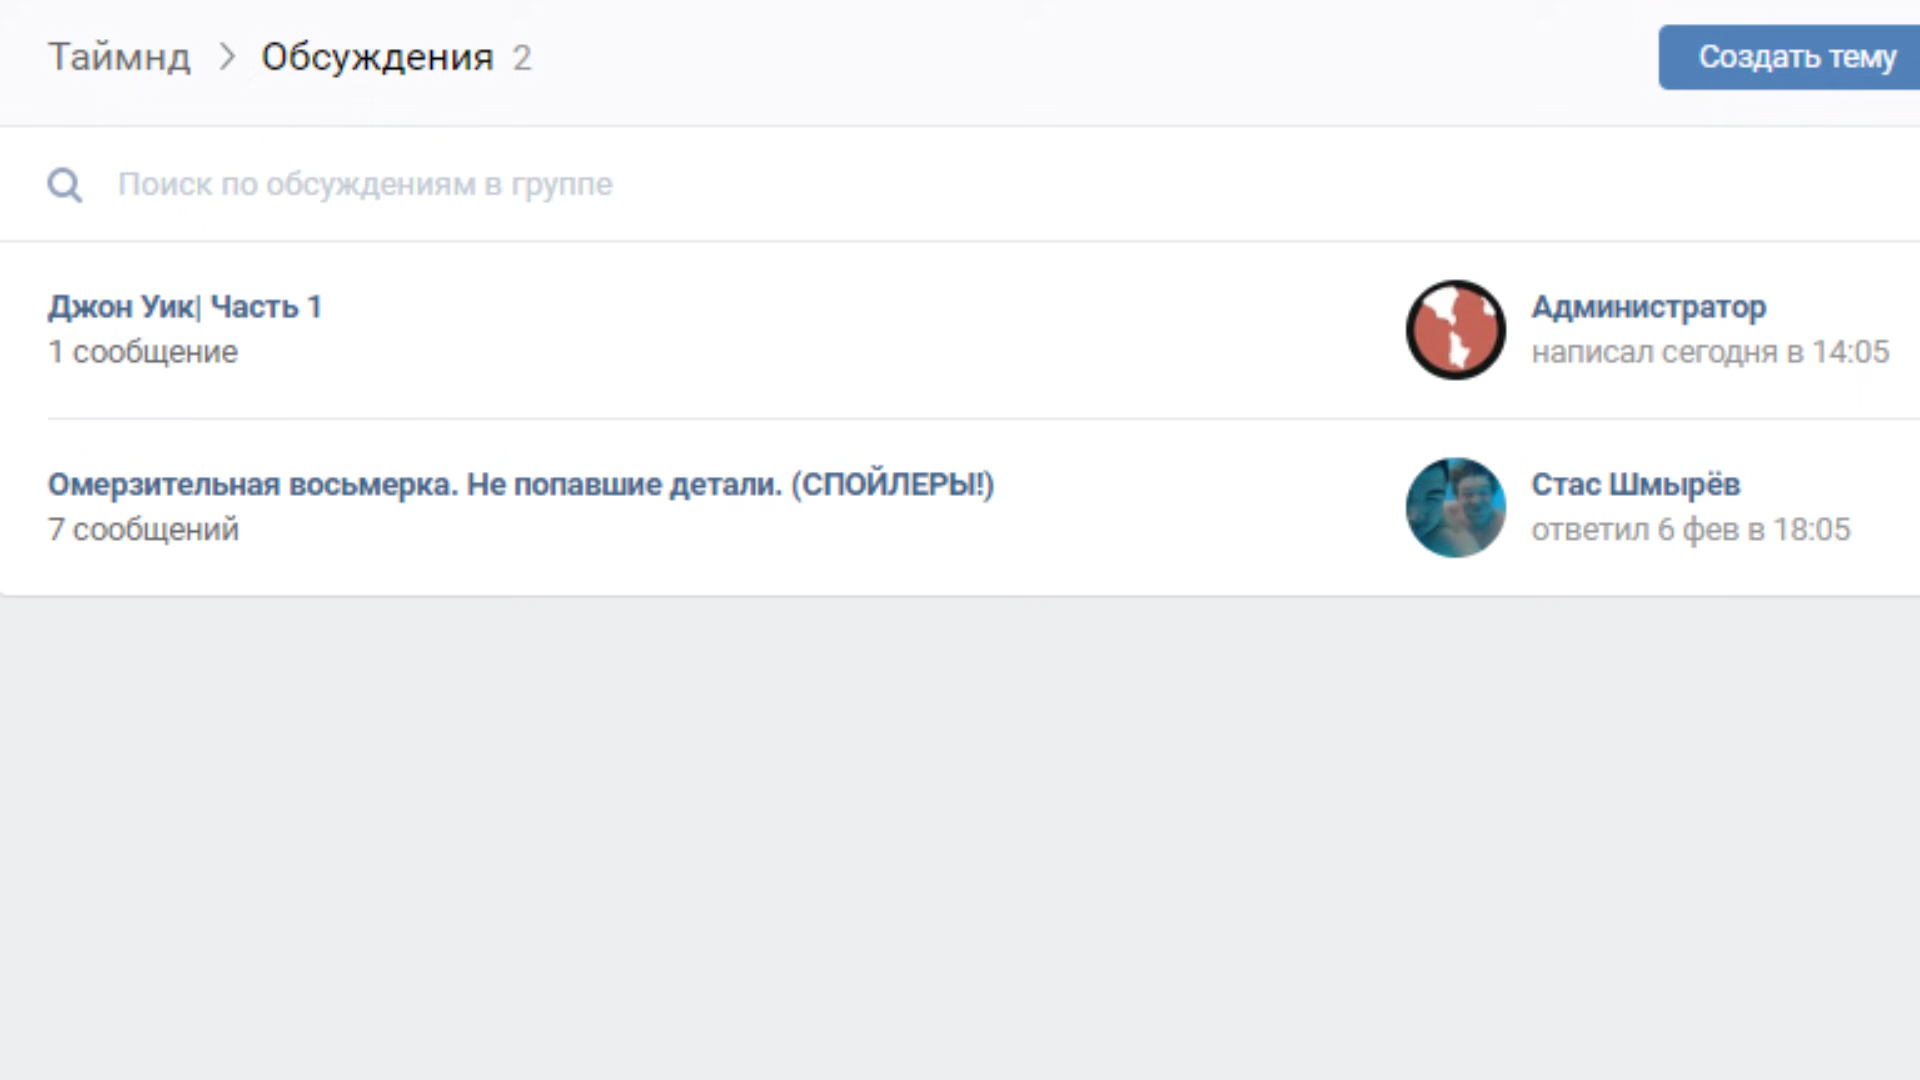 Таймнд > Обсуждения 2
Создать тему
Поиск по обсуждениям в группе
Джон Уик| Часть 1
1 сообщение
Администратор
написал сегодня в 14:05
Омерзительная восьмерка. Не попавшие детали. (СПОЙЛЕРЫ!)
7 сообщений
Стас Шмырёв
ответил 6 фев в 18:05